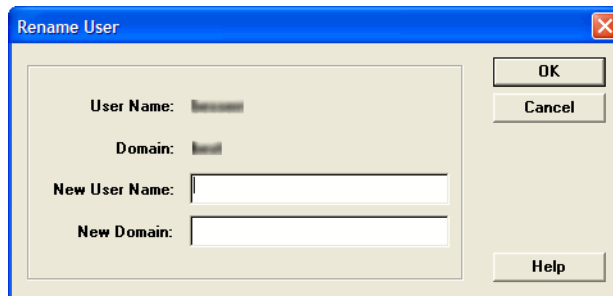 Rename User
OK
User Name:
Cancel
Domain:
New User Name:
New Domain:
Help